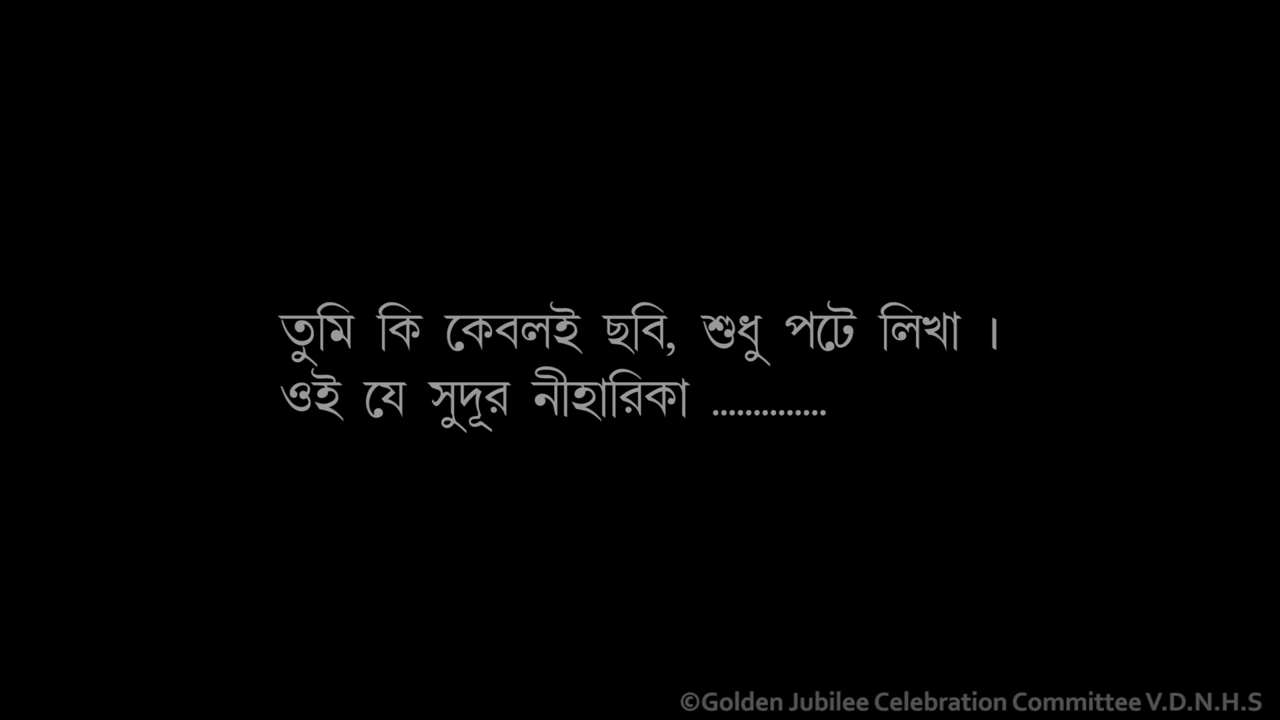 তুমি কি কেবলই ছবি, শুধু পটে লিখা ।
ওই যে সুদূর নীহারিকা ..............
©Golden Jubilee Celebration Committee V.D.N.H.S